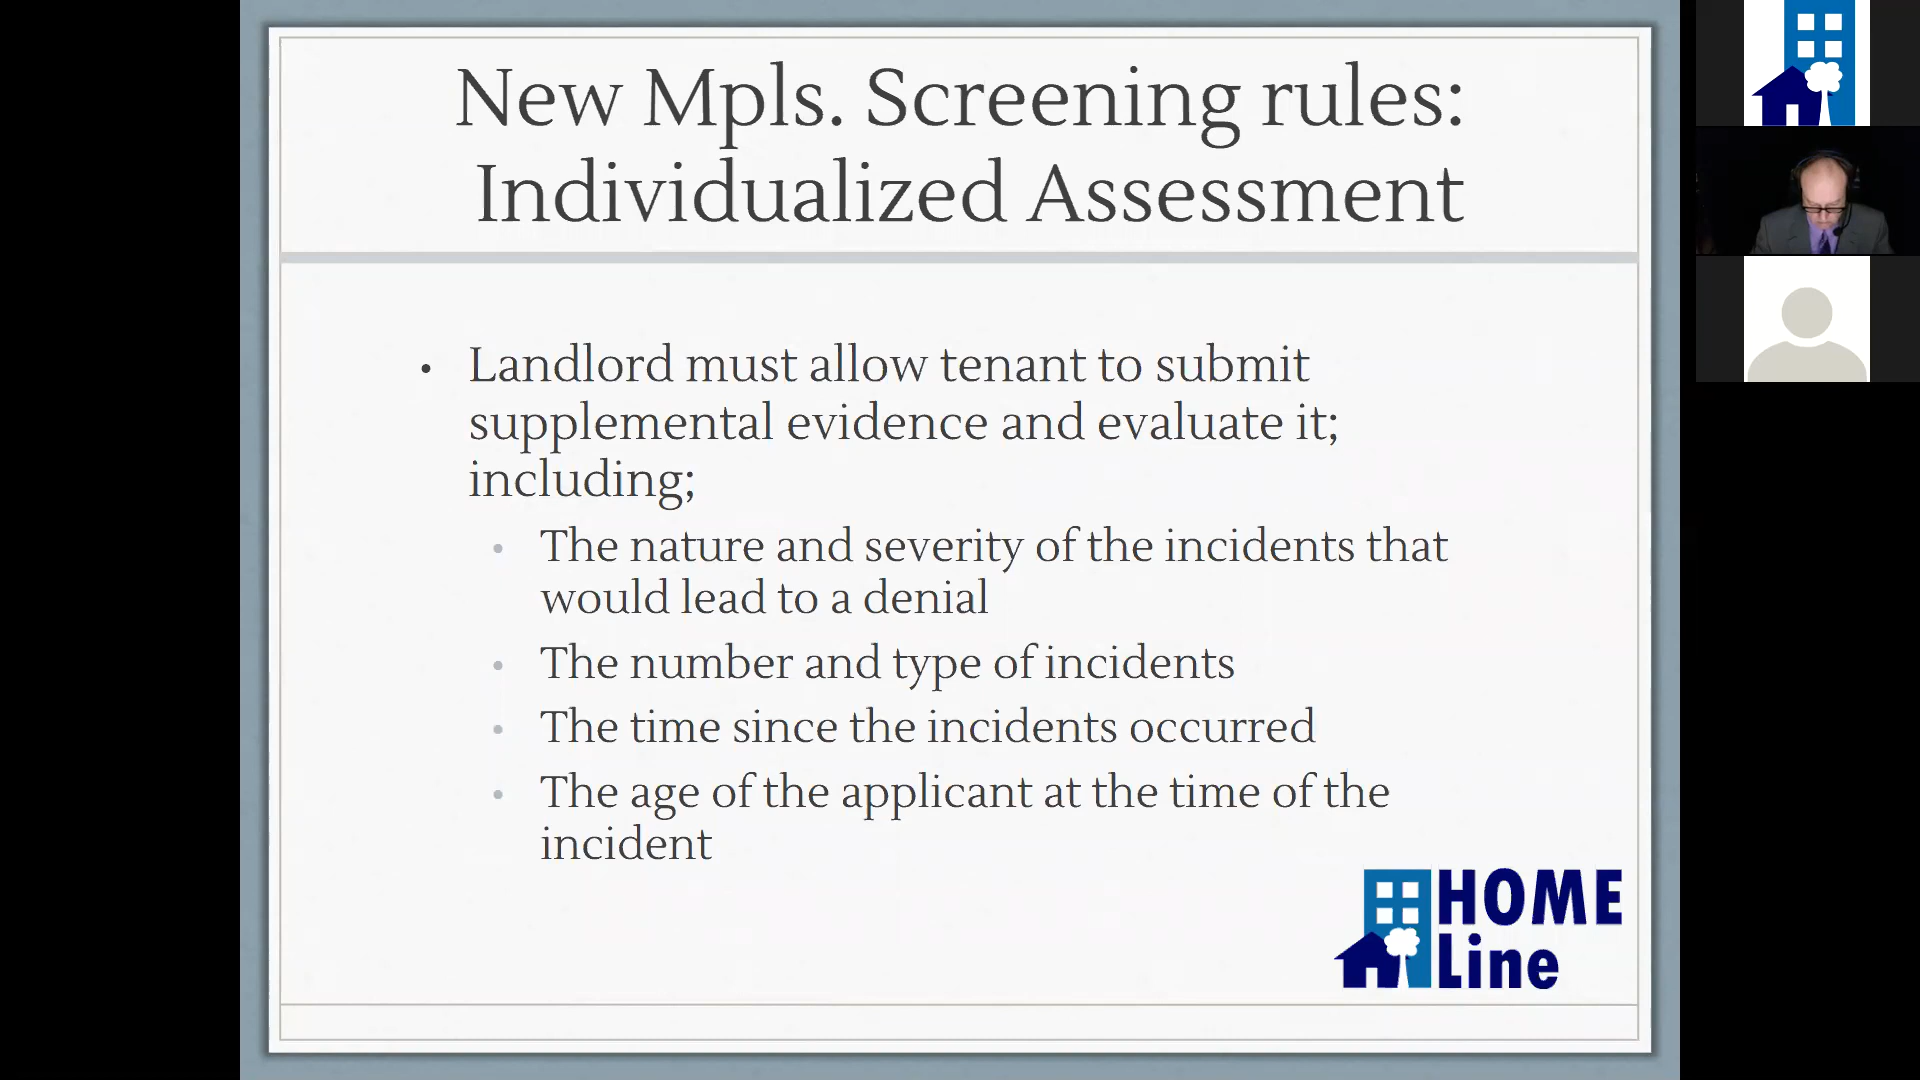 New Mpls. Screening rules:
Individualized Assessment
• Landlord must allow tenant to submit
supplemental evidence and evaluate it;
including;
• The nature and severity of the incidents that
would lead to a denial
• The number and type of incidents
• The time since the incidents occurred
• The age of the applicant at the time of the
incident
HOME
Line